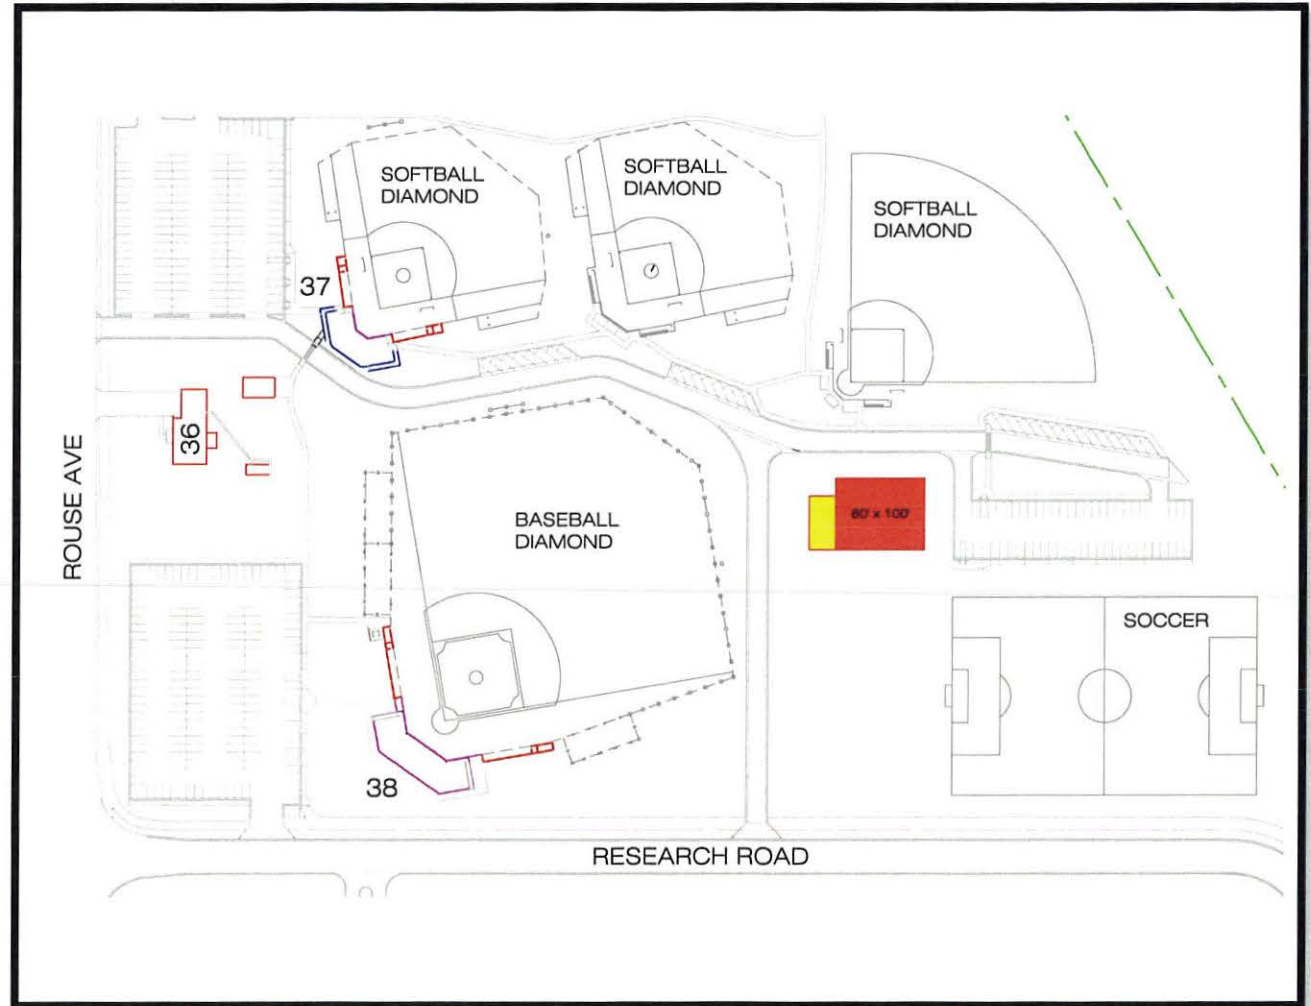 SOFTBALL
DIAMOND
SOFTBALL
DIAMOND
SOFTBALL
DIAMOND
37
36
ROUSE AVE
BASEBALL
DIAMOND
60' x 100'
SOCCER
38
RESEARCH ROAD